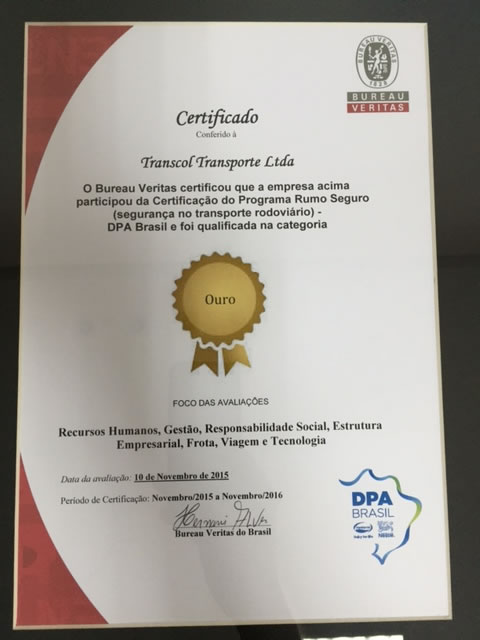 BUREAU VERITAS
1828
BUREAU
VERITAS
Certificado
Conferido à
Transcol Transporte Ltda
O Bureau Veritas certificou que a empresa acima
participou da Certificação do Programa Rumo Seguro
(segurança no transporte rodoviário) -
DPA Brasil e foi qualificada na categoria
Ouro
FOCO DAS AVALIAÇÕES
Recursos Humanos, Gestão, Responsabilidade Social, Estrutura
Empresarial, Frota, Viagem e Tecnologia
Data da avaliação: 10 de Novembro de 2015
Período de Certificação: Novembro/2015 a Novembro/2016
Bureau Veritas do Brasil
DPA
BRASIL